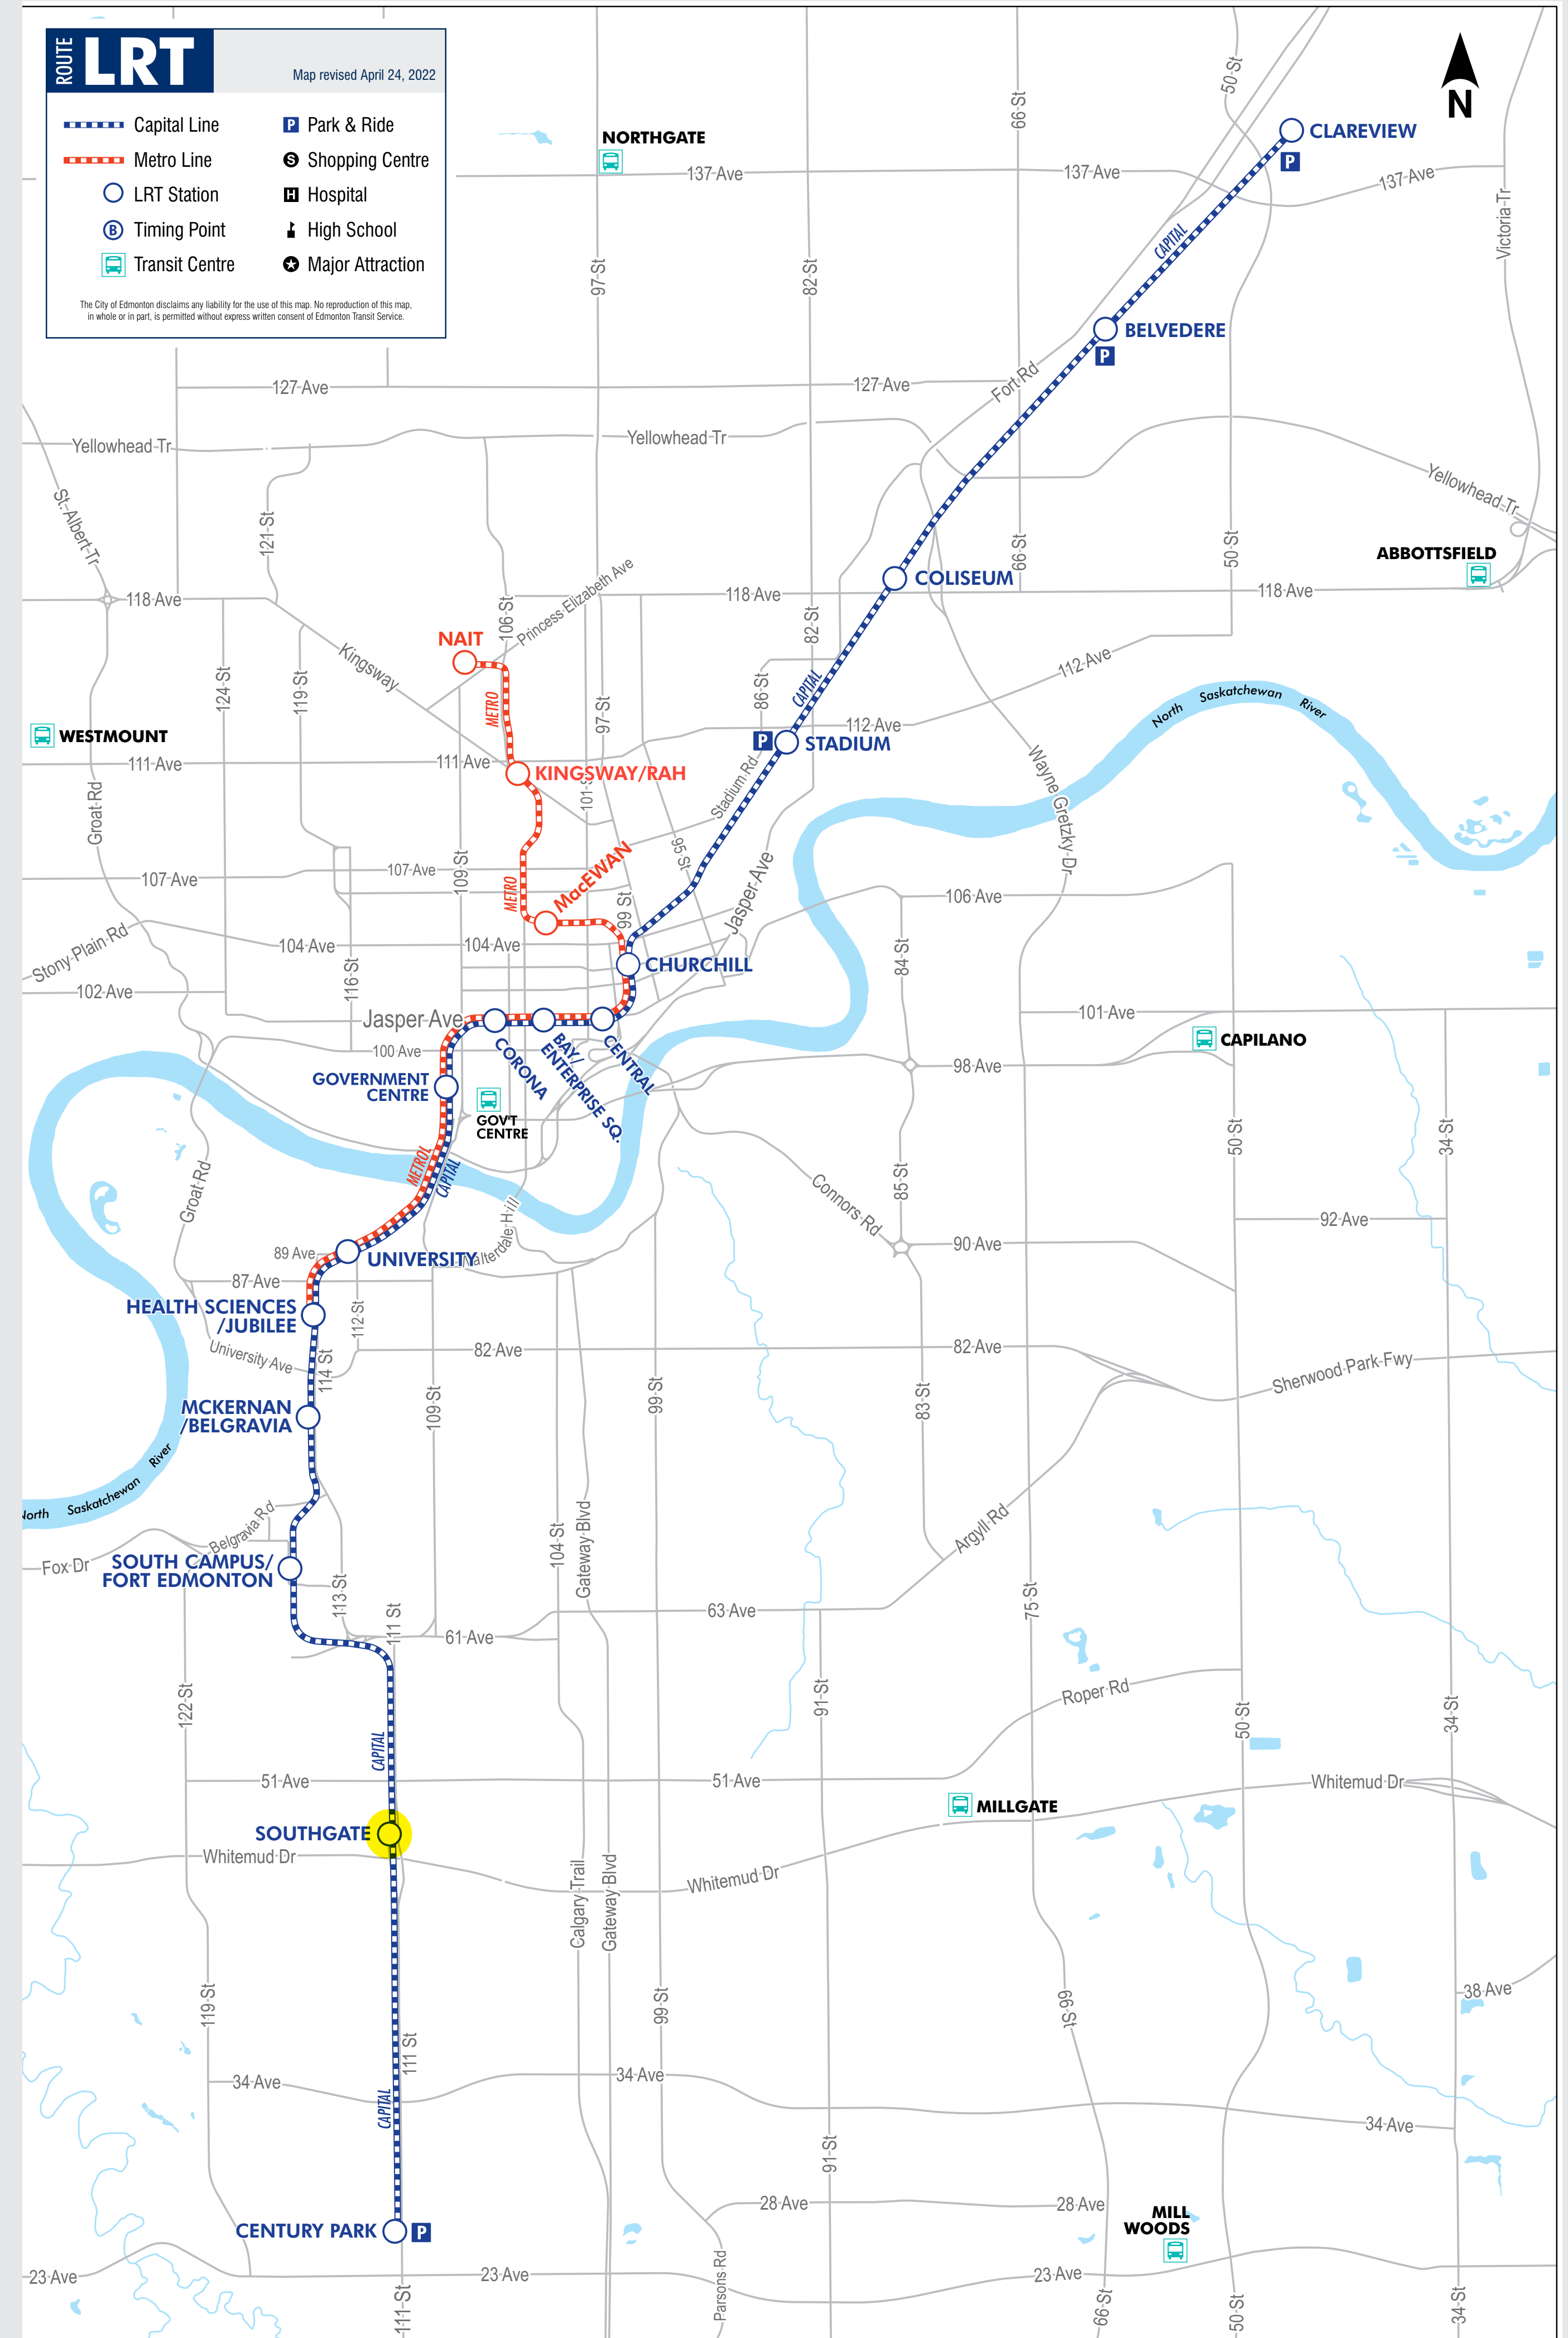 ROUTE
LRT
Map revised April 24, 2022
Capital Line
P Park & Ride
Metro Line
S Shopping Centre
LRT Station
H Hospital
B Timing Point
High School
Transit Centre
Major Attraction
The City of Edmonton disclaims any liability for the use of this map. No reproduction of this map,
in whole or in part, is permitted without express written consent of Edmonton Transit Service.
N
50-St
66-St
CLAREVIEW
P
NORTHGATE
137 Ave
137 Ave
137 Ave
Victoria-Tr
CAPITAL
97-St
82-St
BELVEDERE
P
Fort Rd
127 Ave
127 Ave
Yellowhead Tr
Yellowhead Tr
Yellowhead Tr
St. Albert-Tr
121-St
66-St
50-St
ABBOTTSFIELD
COLISEUM
118 Ave
118 Ave
118 Ave
106-St
Princess Elizabeth Ave
82-St
NAIT
Kingsway
124-St
119-St
METRO
97-St
86-St
CAPITAL
112 Ave
112 Ave
North Saskatchewan River
WESTMOUNT
P
STADIUM
111 Ave
111 Ave
KINGSWAY/RAH
101-S
Stadium Rd
Wayne Gretzky Dr
Groat-Rd
95 St
107 Ave
107 Ave
109-St
METRO
MacEWAN
99 St
Jasper-Ave
106 Ave
Stony-Plain-Rd
104 Ave
104 Ave
84-St
CHURCHILL
116-St
102 Ave
Jasper Ave
101 Ave
100 Ave
CORONA
BAY/
ENTERPRISE SQ.
CENTRAL
CAPILANO
98 Ave
GOVERNMENT
CENTRE
GOV'T
CENTRE
50-St
34-St
METROL
CAPITAL
Groat-Rd
85-St
Connors Rd
92 Ave
90 Ave
89 Ave
UNIVERSITY
Walterdale Hill
87 Ave
HEALTH SCIENCES
/JUBILEE
112-St
University Ave
114 St
82 Ave
82 Ave
Sherwood Park Fwy
109-St
99-St
83-St
MCKERNAN
/BELGRAVIA
North Saskatchewan River
Belgravia Rd
104-St
Gateway Blvd
Argyll-Rd
Fox-Dr
SOUTH CAMPUS/
FORT EDMONTON
113-St
111 St
61 Ave
63 Ave
75-St
122-St
91-St
Roper Rd
50-St
34-St
CAPITAL
51 Ave
51 Ave
Whitemud Dr
MILLGATE
SOUTHGATE
Whitemud Dr
Whitemud Dr
Calgary-Trail
Gateway Blvd
119-St
99-St
66-St
38 Ave
111 St
34-Ave
34 Ave
34 Ave
CAPITAL
91-St
28 Ave
28 Ave
MILL
WOODS
CENTURY PARK
P
23 Ave
23 Ave
23 Ave
111-St
Parsons Rd
66-St
50-St
34-St